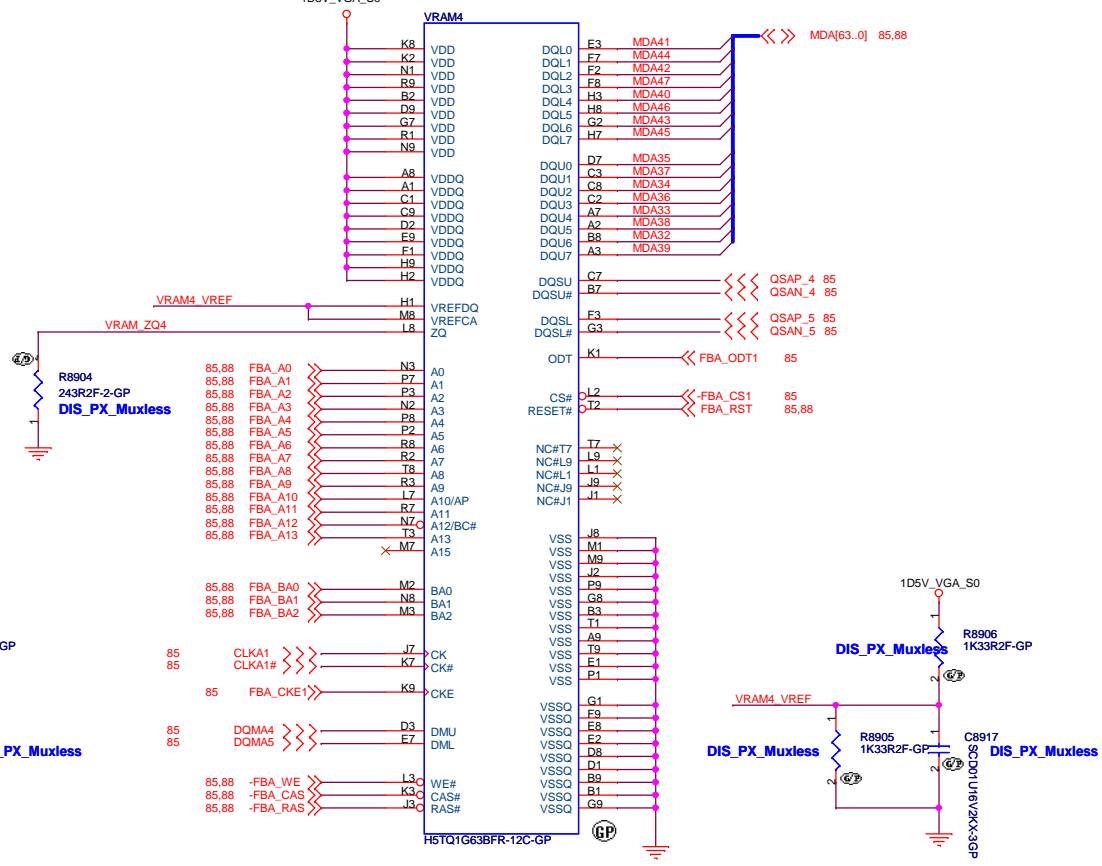 1D5V_VGA_S0
VRAM4
K8 VDD DQL0 E3 MDA41 MDA[63..0] 85,88
K2 VDD DQL1 F7 MDA44
N1 VDD DQL2 F2 MDA42
R9 VDD DQL3 F8 MDA47
B2 VDD DQL4 H3 MDA40
D9 VDD DQL5 H8 MDA46
G7 VDD DQL6 G2 MDA43
R1 VDD DQL7 H7 MDA45
N9 VDD
DQU0 D7 MDA35
A8 VDDQ DQU1 C3 MDA37
A1 VDDQ DQU2 C8 MDA34
C1 VDDQ DQU3 C2 MDA36
C9 VDDQ DQU4 A7 MDA33
D2 VDDQ DQU5 A2 MDA38
E9 VDDQ DQU6 B8 MDA32
F1 VDDQ DQU7 A3 MDA39
H9 VDDQ
H2 VDDQ DQSU C7 QSAP_4 85
DQSU# B7 QSAN_4 85
VRAM4_VREF H1 VREFDQ
M8 VREFCA DQSL F3 QSAP_5 85
VRAM_ZQ4 L8 ZQ DQSL# G3 QSAN_5 85
ODT K1 FBA_ODT1 85
R8904
243R2F-2-GP
DIS_PX_Muxless
1
85,88 FBA_A0 N3 A0
85,88 FBA_A1 P7 A1
85,88 FBA_A2 P3 A2 CS# L2 -FBA_CS1 85
85,88 FBA_A3 N2 A3 RESET# T2 FBA_RST 85,88
85,88 FBA_A4 P8 A4
85,88 FBA_A5 P2 A5
85,88 FBA_A6 R8 A6 NC#T7 T7
85,88 FBA_A7 R2 A7 NC#L9 L9
85,88 FBA_A8 T8 A8 NC#L1 L1
85,88 FBA_A9 R3 A9 NC#J9 J9
85,88 FBA_A10 L7 A10/AP NC#J1 J1
85,88 FBA_A11 R7 A11
85,88 FBA_A12 N7 A12/BC#
85,88 FBA_A13 T3 A13 VSS J8
M7 A15 VSS M1
VSS M9
VSS J2
85,88 FBA_BA0 M2 BA0 VSS P9
85,88 FBA_BA1 N8 BA1 VSS G8
85,88 FBA_BA2 M3 BA2 VSS B3
VSS T1
VSS A9
85 CLKA1 J7 CK VSS T9
85 CLKA1# K7 CK# VSS E1
VSS P1
85 FBA_CKE1 K9 CKE
VSSQ G1
VSSQ F9
85 DQMA4 D3 DMU VSSQ E8
85 DQMA5 E7 DML VSSQ E2
VSSQ D8
VSSQ D1
85,88 -FBA_WE L3 WE# VSSQ B9
85,88 -FBA_CAS K3 CAS# VSSQ B1
85,88 -FBA_RAS J3 RAS# VSSQ G9
H5TQ1G63BFR-12C-GP
GP
GP
_PX_Muxless
1D5V_VGA_S0
1
R8906
1K33R2F-GP
DIS_PX_Muxless
2 G/P
VRAM4_VREF
1
R8905
1K33R2F-GP
DIS_PX_Muxless
2 G/P
1
C8917
SCD01U16V2KX-3GP
DIS_PX_Muxless
2 G/P